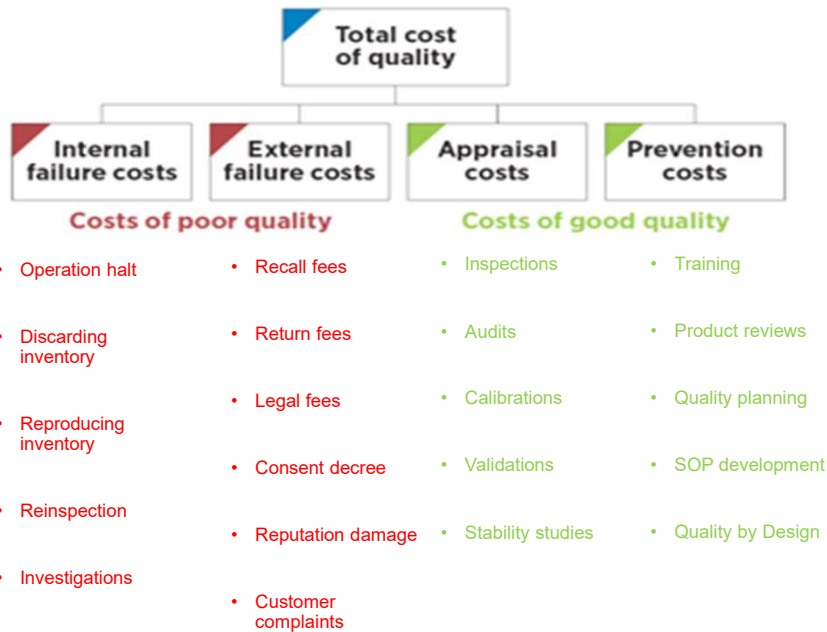 Total cost
of quality
Internal
failure costs
External
failure costs
Appraisal
costs
Prevention
costs
Costs of poor quality
Costs of good quality
• Operation halt
• Discarding
inventory
• Reproducing
inventory
• Reinspection
• Investigations
• Recall fees
• Return fees
• Legal fees
• Consent decree
• Reputation damage
• Customer
complaints
• Inspections
• Audits
• Calibrations
• Validations
• Stability studies
• Training
• Product reviews
• Quality planning
• SOP development
• Quality by Design